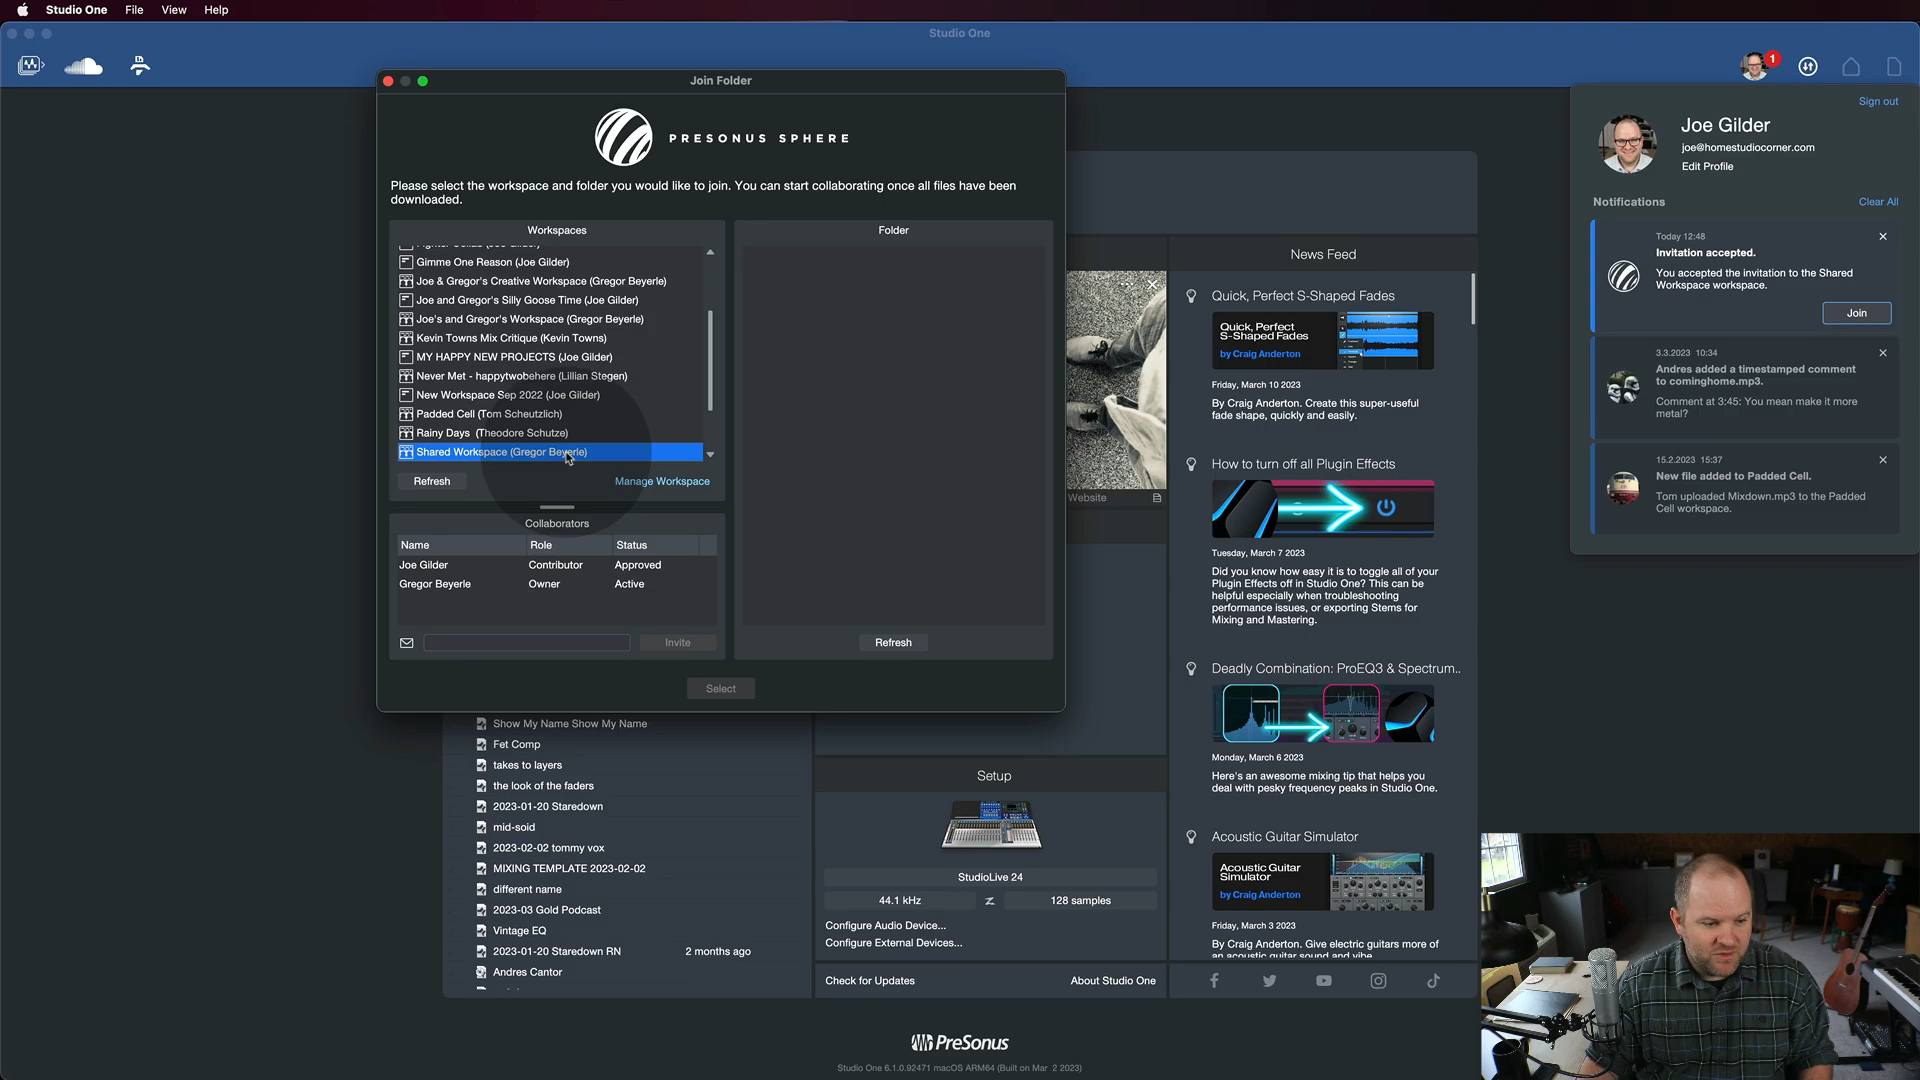 Studio One File View Help
Studio One
1
Join Folder
PRESONUS SPHERE
Please select the workspace and folder you would like to join. You can start collaborating once all files have been
downloaded.
Workspaces
Gimme One Reason (Joe Gilder)
Joe & Gregor's Creative Workspace (Gregor Beyerle)
Joe and Gregor's Silly Goose Time (Joe Gilder)
Joe's and Gregor's Workspace (Gregor Beyerle)
Kevin Towns Mix Critique (Kevin Towns)
MY HAPPY NEW PROJECTS (Joe Gilder)
Never Met - happytwobehere (Lillian Stegen)
New Workspace Sep 2022 (Joe Gilder)
Padded Cell (Tom Scheutzlich)
Rainy Days (Theodore Schutze)
Shared Workspace (Gregor Beyerle)
Refresh Manage Workspace
Collaborators
Name Role Status
Joe Gilder Contributor Approved
Gregor Beyerle Owner Active
Invite
Folder
Refresh
Select
Show My Name Show My Name
Fet Comp
takes to layers
the look of the faders
2023-01-20 Staredown
mid-soid
2023-02-02 tommy vox
MIXING TEMPLATE 2023-02-02
different name
2023-03 Gold Podcast
Vintage EQ
2023-01-20 Staredown RN 2 months ago
Andres Cantor
Website
Setup
StudioLive 24
44.1 kHz 128 samples
Configure Audio Device...
Configure External Devices...
Check for Updates About Studio One
News Feed
Quick, Perfect S-Shaped Fades
Quick, Perfect
S-Shaped Fades
by Craig Anderton
Friday, March 10 2023
By Craig Anderton. Create this super-useful
fade shape, quickly and easily.
How to turn off all Plugin Effects
Tuesday, March 7 2023
Did you know how easy it is to toggle all of your
Plugin Effects off in Studio One? This can be
helpful especially when troubleshooting
performance issues, or exporting Stems for
Mixing and Mastering.
Deadly Combination: ProEQ3 & Spectrum..
Monday, March 6 2023
Here's an awesome mixing tip that helps you
deal with pesky frequency peaks in Studio One.
Acoustic Guitar Simulator
Acoustic Guitar
Simulator
by Craig Anderton
Friday, March 3 2023
By Craig Anderton. Give electric guitars more of
an acoustic guitar sound and vibe.
Sign out
Joe Gilder
joe@homestudiocorner.com
Edit Profile
Notifications Clear All
Today 12:48
Invitation accepted.
You accepted the invitation to the Shared
Workspace workspace.
Join
3.3.2023 10:34
Andres added a timestamped comment
to cominghome.mp3.
Comment at 3:45: You mean make it more
metal?
15.2.2023 15:37
New file added to Padded Cell.
Tom uploaded Mixdown.mp3 to the Padded
Cell workspace.
PreSonus
Studio One 6.1.0.92471 macOS ARM64 (Built on Mar 2 2023)